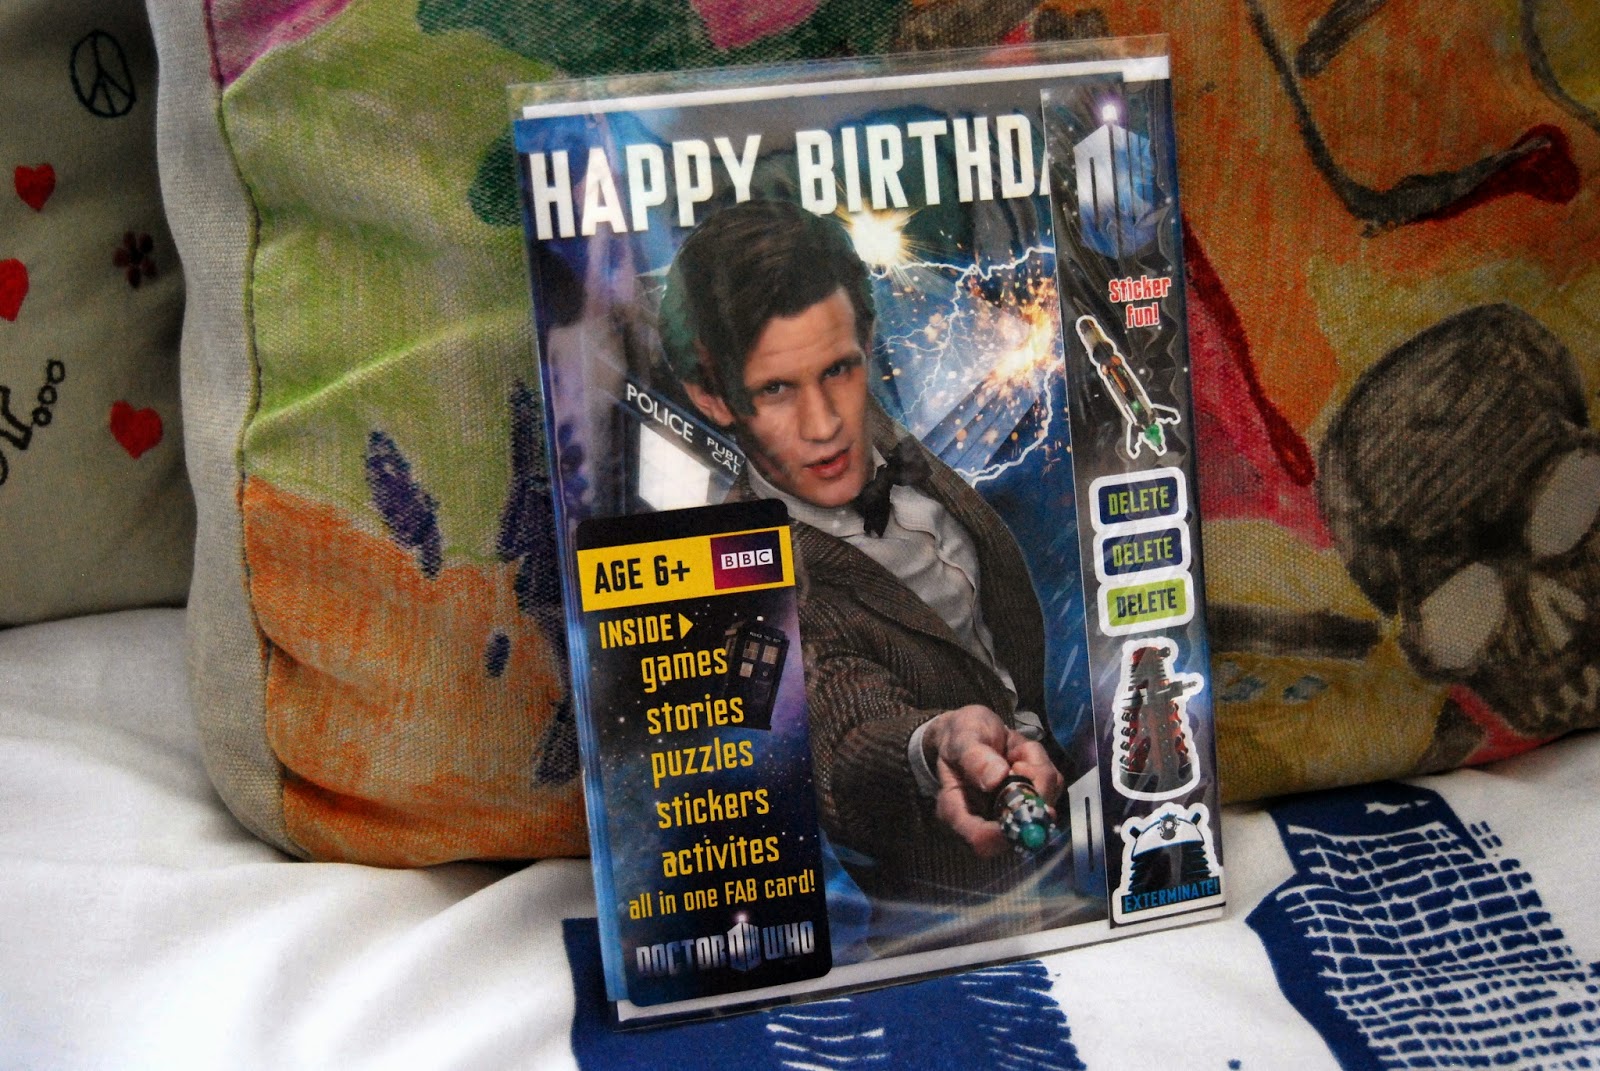 HAPPY BIRTHDA
POLICE
PUBL
CAL
AGE 6+
BBC
INSIDE
games
stories
puzzles
stickers
activites
all in one FAB card!
DOCTOR WHO
Sticker
fun!
DELETE
DELETE
DELETE
EXTERMINATE!